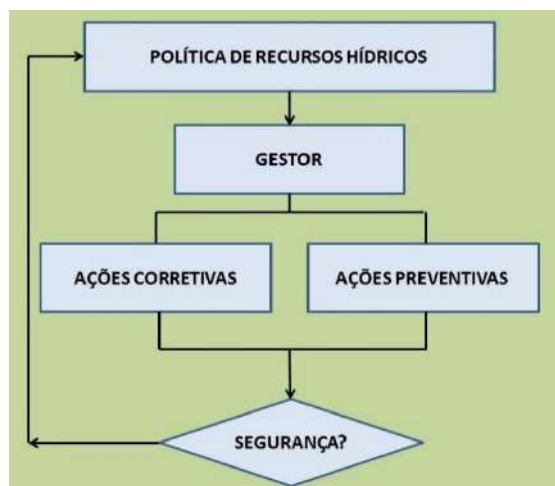 POLÍTICA DE RECURSOS HÍDRICOS
GESTOR
AÇÕES CORRETIVAS
AÇÕES PREVENTIVAS
SEGURANÇA?